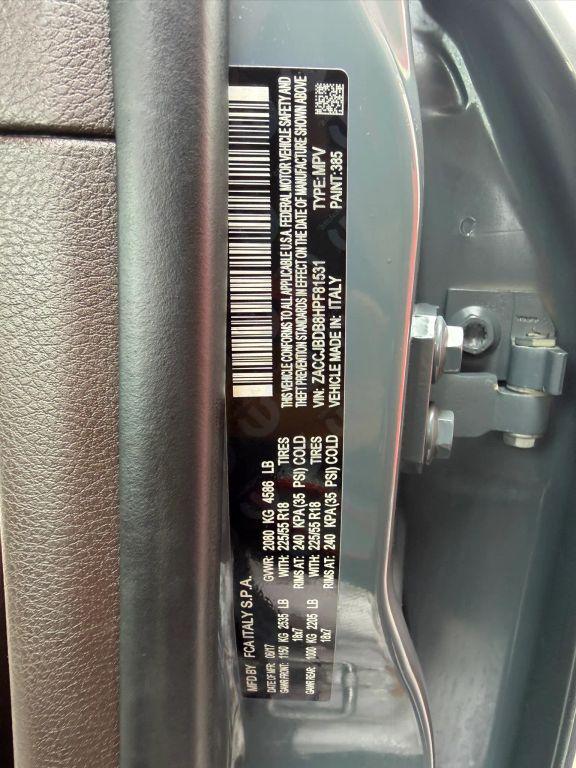 MFD BY FCA ITALY S.P.A.
DATE OF MFR: 06/17 GVWR: 2080 KG 4586 LB
GAWR FRONT: 1150 KG 2535 LB WITH: 225/55 R18 TIRES
18x7 RIMS AT: 240 KPA(35 PSI) COLD
GAWR REAR: 1000 KG 2205 LB WITH: 225/55 R18 TIRES
18x7 RIMS AT: 240 KPA(35 PSI) COLD
THIS VEHICLE CONFORMS TO ALL APPLICABLE U.S.A. FEDERAL MOTOR VEHICLE SAFETY AND
THEFT PREVENTION STANDARDS IN EFFECT ON THE DATE OF MANUFACTURE SHOWN ABOVE
VIN: ZACCJBDB8HPF81531 TYPE: MPV
VEHICLE MADE IN: ITALY PAINT: 385